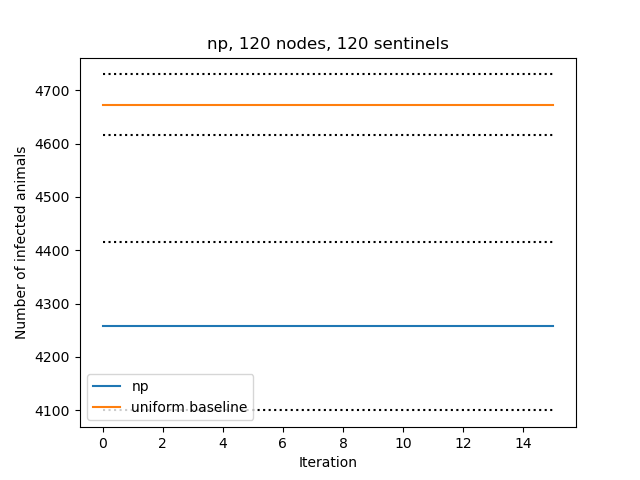 np, 120 nodes, 120 sentinels
Number of infected animals
4700
4600
4500
4400
4300
4200
4100
np
uniform baseline
0 2 4 6 8 10 12 14
Iteration